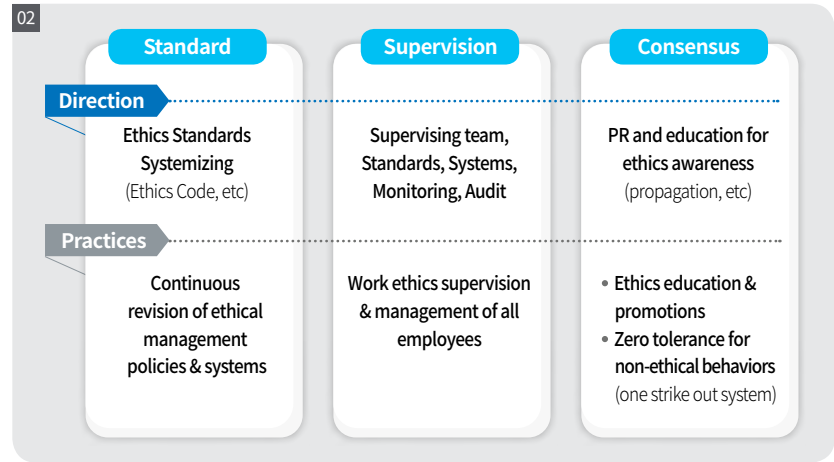 02
Standard
Supervision
Consensus
Direction
Ethics Standards
Systemizing
(Ethics Code, etc)
Supervising team,
Standards, Systems,
Monitoring, Audit
PR and education for
ethics awareness
(propagation, etc)
Practices
Continuous
revision of ethical
management
policies & systems
Work ethics supervision
& management of all
employees
• Ethics education &
promotions
• Zero tolerance for
non-ethical behaviors
(one strike out system)